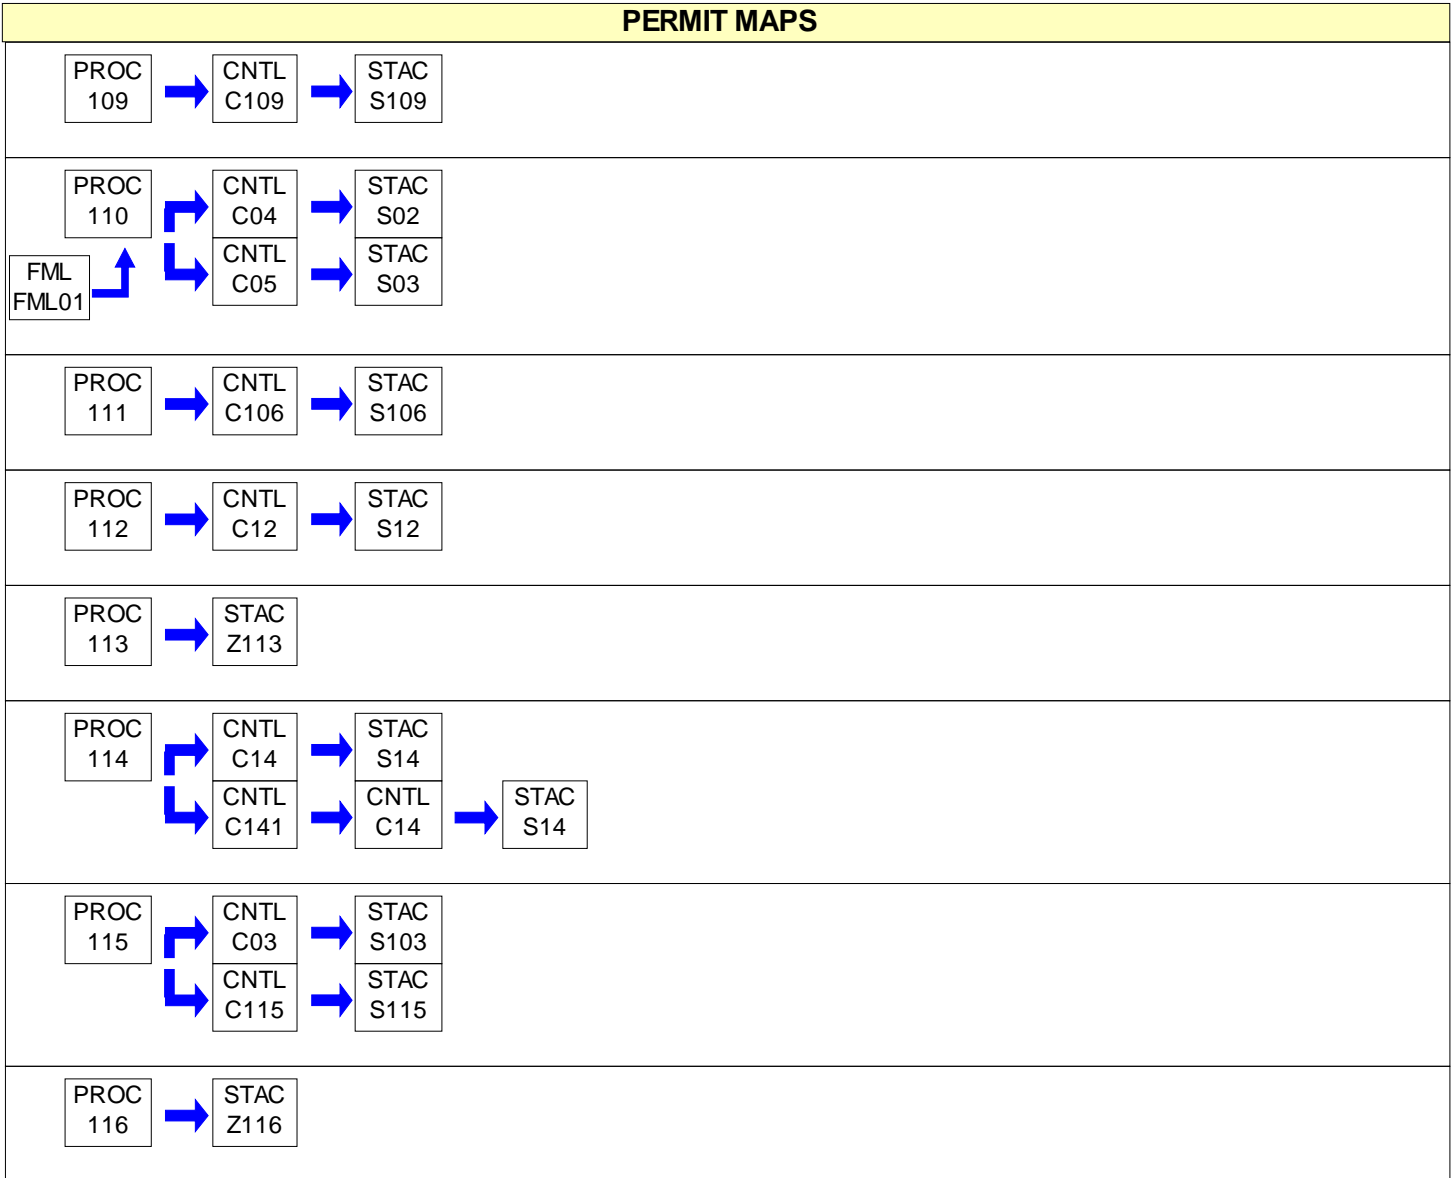 PERMIT MAPS
PROC CNTL STAC
109 C109 S109
PROC CNTL STAC
110 C04 S02
CNTL STAC
C05 S03
FML
FML01
PROC CNTL STAC
111 C106 S106
PROC CNTL STAC
112 C12 S12
PROC STAC
113 Z113
PROC CNTL STAC
114 C14 S14
CNTL CNTL STAC
C141 C14 S14
PROC CNTL STAC
115 C03 S103
CNTL STAC
C115 S115
PROC STAC
116 Z116